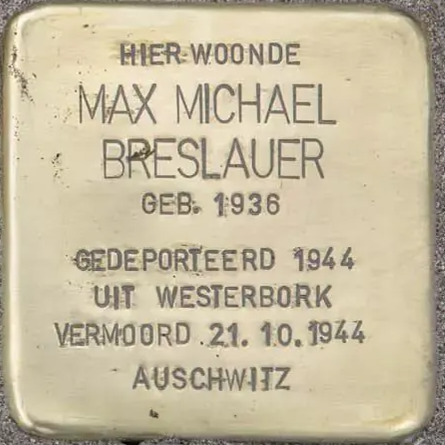 HIER WOONDE
MAX MICHAEL
BRESLAUER
GEB. 1936
GEDEPORTEERD 1944
UIT WESTERBORK
VERMOORD 21.10.1944
AUSCHWITZ